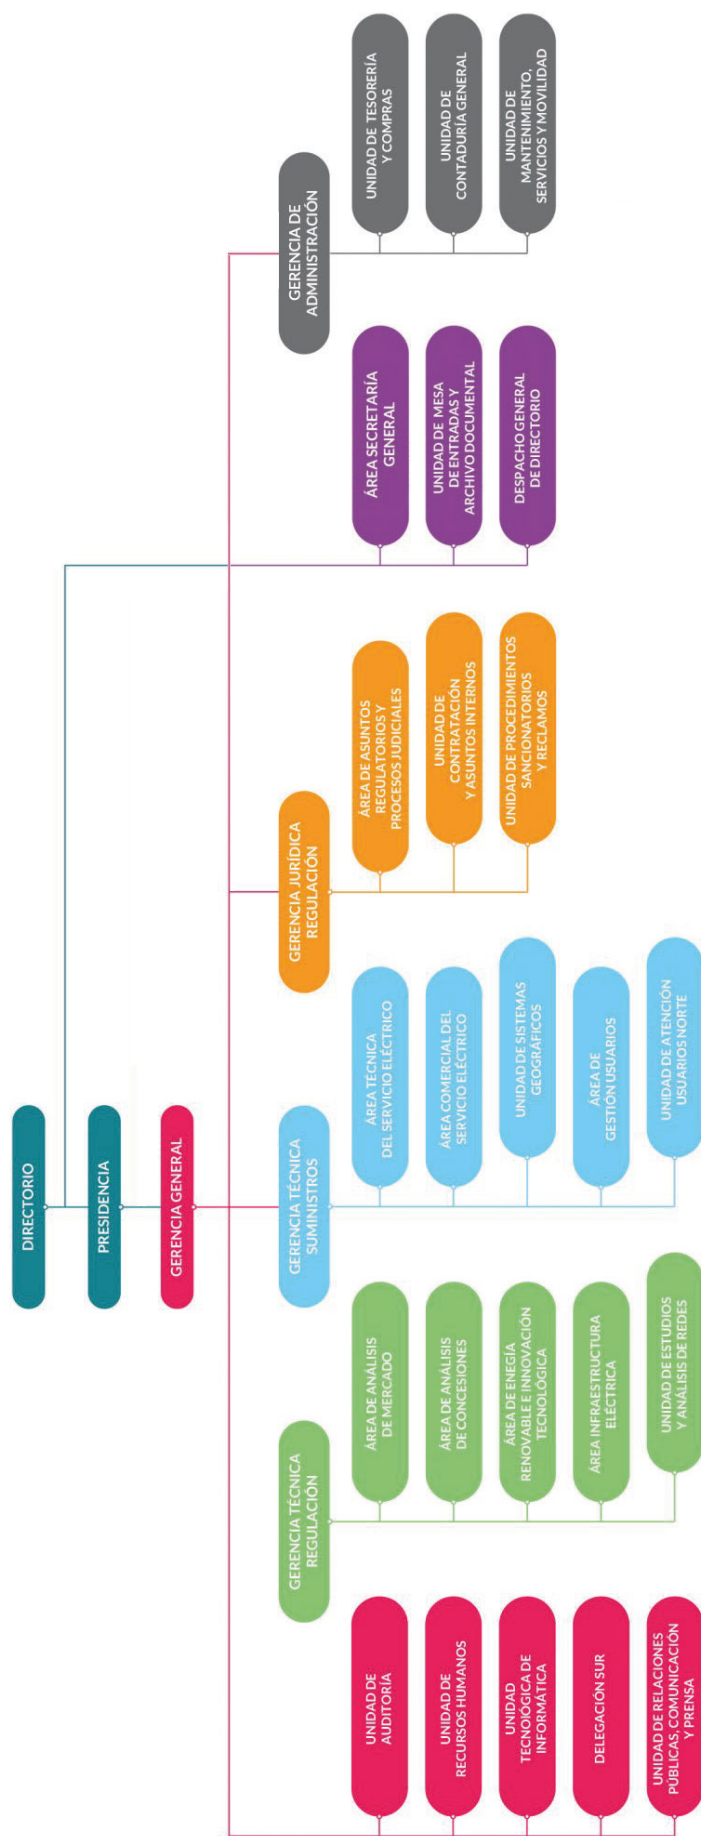 DIRECTORIO
PRESIDENCIA
GERENCIA GENERAL
UNIDAD DE
AUDITORÍA
UNIDAD DE
RECURSOS HUMANOS
UNIDAD
TECNOlÓGICA DE
INFORMÁTICA
DELEGACIÓN SUR
UNIDAD DE RELACIONES
PÚBLICAS, COMUNICACIÓN
Y PRENSA
GERENCIA TÉCNICA
REGULACIÓN
ÁREA DE ANÁLISIS
DE MERCADO
ÁREA DE ANÁLISIS
DE CONCESIONES
ÁREA DE ENEGÍA
RENOVABLE E INNOVACIÓN
TECNOLÓGICA
ÁREA INFRAESTRUCTURA
ELÉCTRICA
UNIDAD DE ESTUDIOS
Y ANÁLISIS DE REDES
GERENCIA TÉCNICA
SUMINISTROS
ÁREA TÉCNICA
DEL SERVICIO ELÉCTRICO
ÁREA COMERCIAL DEL
SERVICIO ELÉCTRICO
UNIDAD DE SISTEMAS
GEOGRÁFICOS
ÁREA DE
GESTIÓN USUARIOS
UNIDAD DE ATENCIÓN
USUARIOS NORTE
GERENCIA JURÍDICA
REGULACIÓN
ÁREA DE ASUNTOS
REGULATORIOS Y
PROCESOS JUDICIALES
UNIDAD DE
CONTRATACIÓN
Y ASUNTOS INTERNOS
UNIDAD DE PROCEDIMIENTOS
SANCIONATORIOS
Y RECLAMOS
ÁREA SECRETARÍA
GENERAL
UNIDAD DE MESA
DE ENTRADAS Y
ARCHIVO DOCUMENTAL
DESPACHO GENERAL
DE DIRECTORIO
GERENCIA DE
ADMINISTRACIÓN
UNIDAD DE TESORERÍA
Y COMPRAS
UNIDAD DE
CONTADURÍA GENERAL
UNIDAD DE
MANTENIMIENTO,
SERVICIOS Y MOVILIDAD